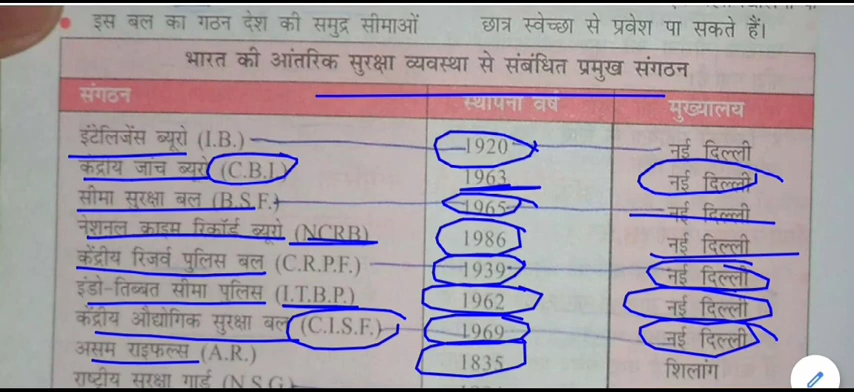 इस बल का गठन देश की समुद्र सीमाओं छात्र स्वेच्छा से प्रवेश पा सकते हैं।
भारत की आंतरिक सुरक्षा व्यवस्था से संबंधित प्रमुख संगठन
संगठन स्थापना वर्ष मुख्यालय
इंटेलिजेंस ब्यूरो (I.B.) 1920 नई दिल्ली
केंद्रीय जांच ब्यूरो (C.B.I.) 1963 नई दिल्ली
सीमा सुरक्षा बल (B.S.F.) 1965 नई दिल्ली
नेशनल क्राइम रिकॉर्ड ब्यूरो (NCRB) 1986 नई दिल्ली
केंद्रीय रिजर्व पुलिस बल (C.R.P.F.) 1939 नई दिल्ली
इंडो-तिब्बत सीमा पुलिस (I.T.B.P.) 1962 नई दिल्ली
केंद्रीय औद्योगिक सुरक्षा बल (C.I.S.F.) 1969 नई दिल्ली
असम राइफल्स (A.R.) 1835 शिलांग
राष्ट्रीय सुरक्षा गार्ड (N.S.G.)